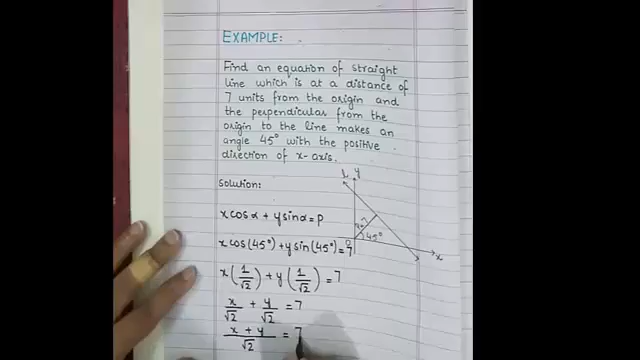 EXAMPLE:
Find an equation of straight
line which is at a distance of
7 units from the origin and
the perpendicular from the
origin to the line makes an
angle 45° with the positive
direction of x-axis.
Solution:
x cos α + y sin α = p
x cos(45°) + y sin(45°) = 7
x(1/√2) + y(1/√2) = 7
x/√2 + y/√2 = 7
(x + y)/√2 = 7
L y
45°
x